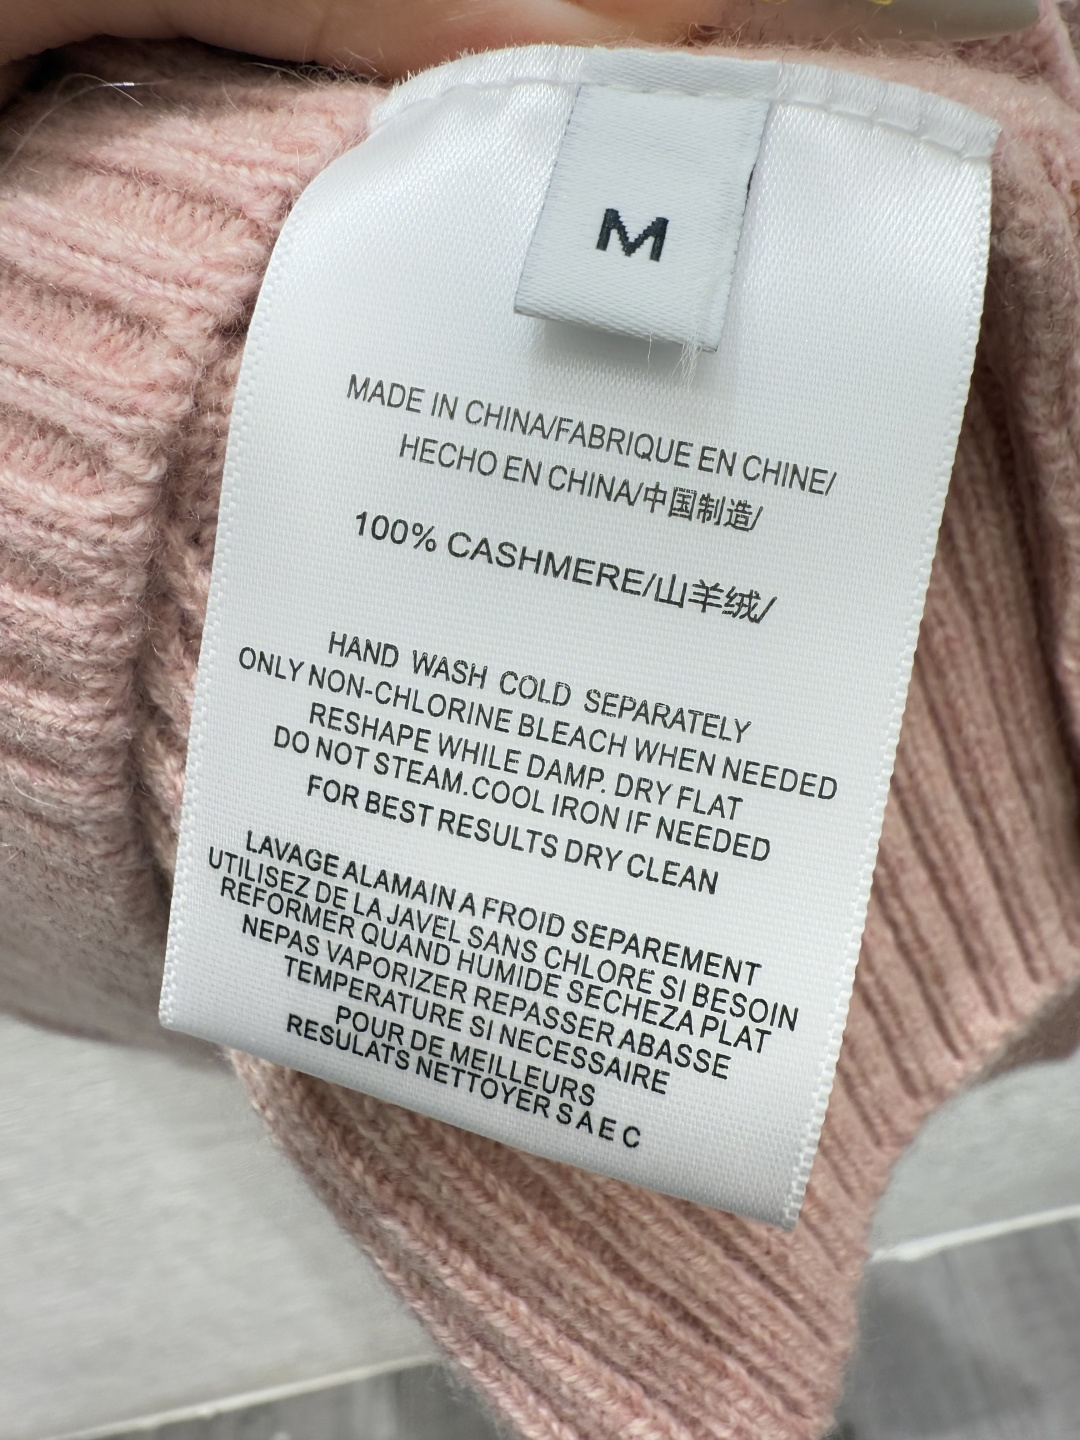 M
MADE IN CHINA/FABRIQUE EN CHINE/
HECHO EN CHINA/中国制造/
100% CASHMERE/山羊绒/
HAND WASH COLD SEPARATELY
ONLY NON-CHLORINE BLEACH WHEN NEEDED
RESHAPE WHILE DAMP. DRY FLAT
DO NOT STEAM.COOL IRON IF NEEDED
FOR BEST RESULTS DRY CLEAN
LAVAGE ALAMAIN A FROID SEPAREMENT
UTILISEZ DE LA JAVEL SANS CHLORE SI BESOIN
REFORMER QUAND HUMIDE SECHEZA PLAT
NEPAS VAPORIZER REPASSER ABASSE
TEMPERATURE SI NECESSAIRE
POUR DE MEILLEURS
RESULATS NETTOYER S A E C